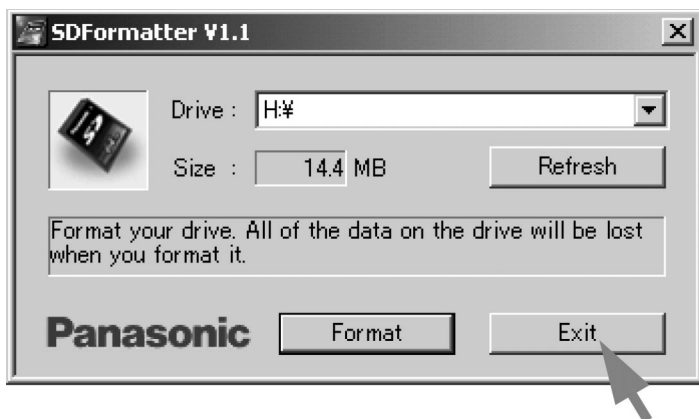 SDFormatter V1.1
Drive : H:¥
Size : 14.4 MB
Refresh
Format your drive. All of the data on the drive will be lost
when you format it.
Panasonic Format Exit